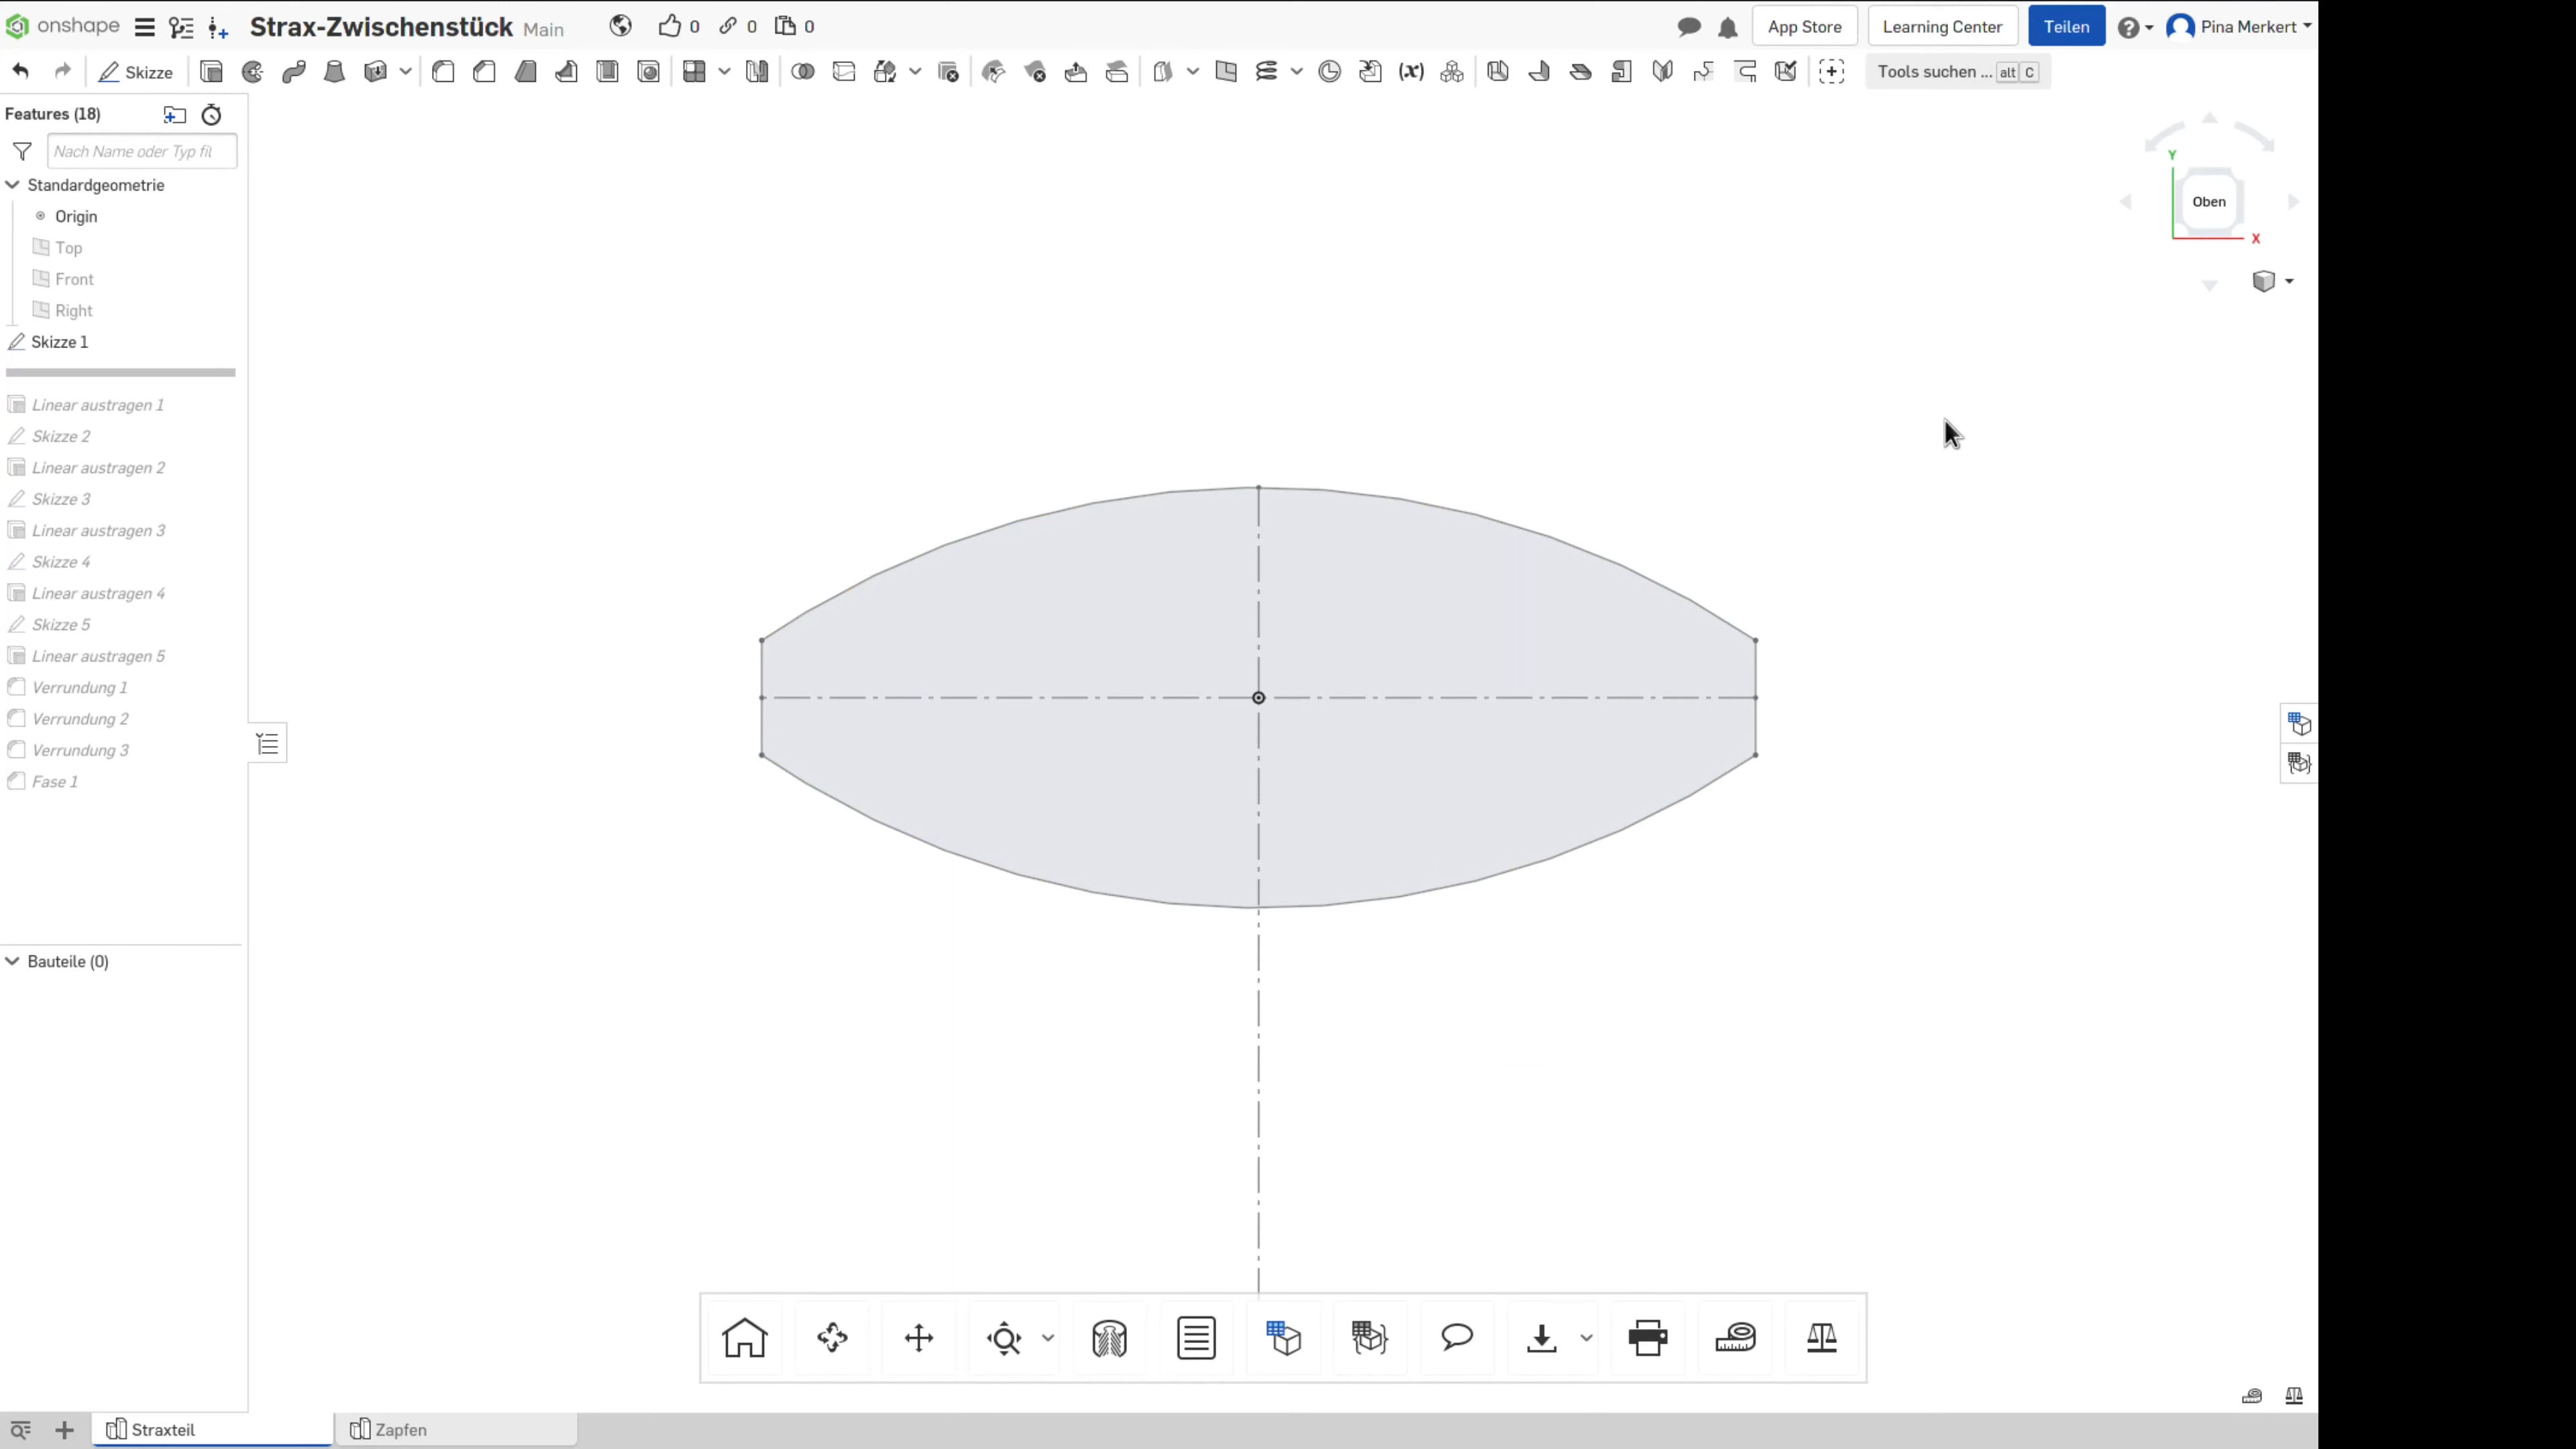 onshape Strax-Zwischenstück Main 0 0 0 App Store Learning Center Teilen Pina Merkert
Skizze Tools suchen ... alt C
Features (18)
Nach Name oder Typ fil
Standardgeometrie
Origin
Top
Front
Right
Skizze 1
Linear austragen 1
Skizze 2
Linear austragen 2
Skizze 3
Linear austragen 3
Skizze 4
Linear austragen 4
Skizze 5
Linear austragen 5
Verrundung 1
Verrundung 2
Verrundung 3
Fase 1
Bauteile (0)
Y
Oben
X
Straxteil Zapfen